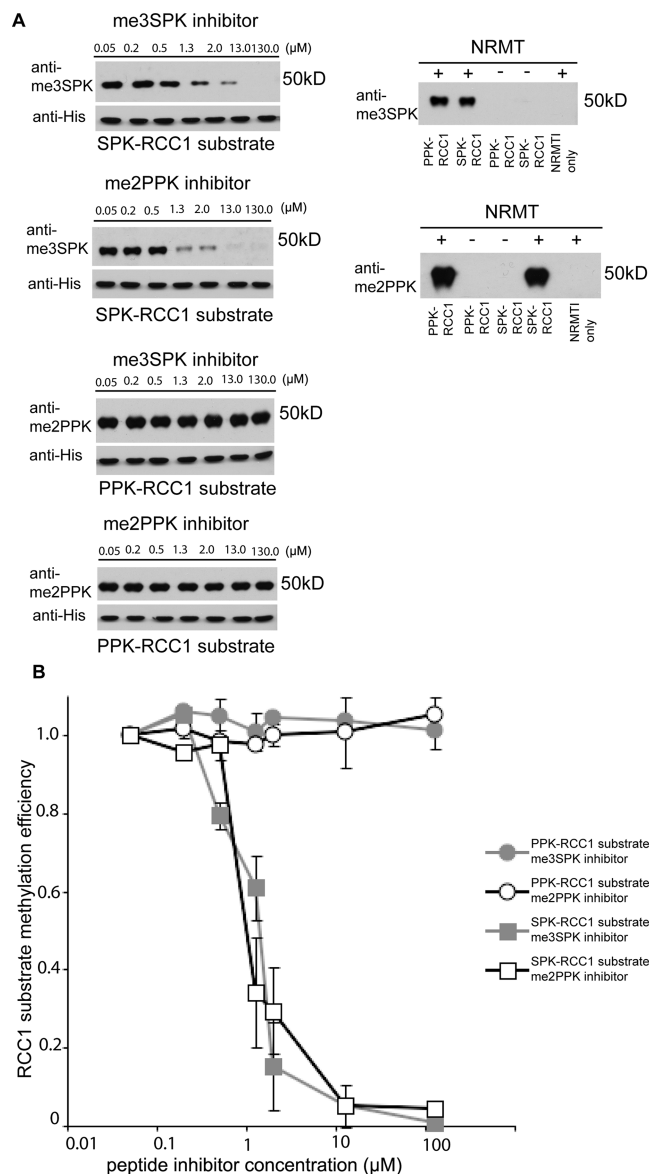 A
me3SPK inhibitor
0.05 0.2 0.5 1.3 2.0 13.0 130.0 (µM)
anti-
me3SPK
50kD
anti-His
SPK-RCC1 substrate
me2PPK inhibitor
0.05 0.2 0.5 1.3 2.0 13.0 130.0 (µM)
anti-
me3SPK
50kD
anti-His
SPK-RCC1 substrate
me3SPK inhibitor
0.05 0.2 0.5 1.3 2.0 13.0 130.0 (µM)
anti-
me2PPK
50kD
anti-His
PPK-RCC1 substrate
me2PPK inhibitor
0.05 0.2 0.5 1.3 2.0 13.0 130.0 (µM)
anti-
me2PPK
50kD
anti-His
PPK-RCC1 substrate
NRMT
+ + - - +
anti-
me3SPK
50kD
PPK-
RCC1
SPK-
RCC1
PPK-
RCC1
SPK-
RCC1
NRMTI
only
NRMT
+ - - + +
anti-
me2PPK
50kD
PPK-
RCC1
PPK-
RCC1
SPK-
RCC1
SPK-
RCC1
NRMTI
only
B
RCC1 substrate methylation efficiency
1.0
0.8
0.6
0.4
0.2
0
0.01 0.1 1 10 100
peptide inhibitor concentration (µM)
PPK-RCC1 substrate
me3SPK inhibitor
PPK-RCC1 substrate
me2PPK inhibitor
SPK-RCC1 substrate
me3SPK inhibitor
SPK-RCC1 substrate
me2PPK inhibitor